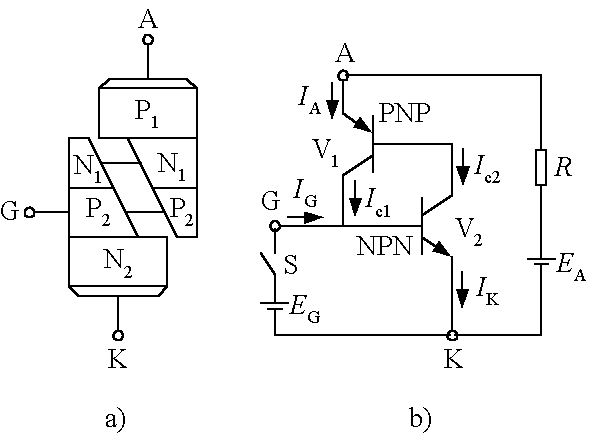 A
P1
N1
N1
G
P2
P2
N2
K
a)
A
IA
PNP
V1
Ic1
Ic2
R
G
IG
NPN
V2
S
EG
IK
EA
K
b)